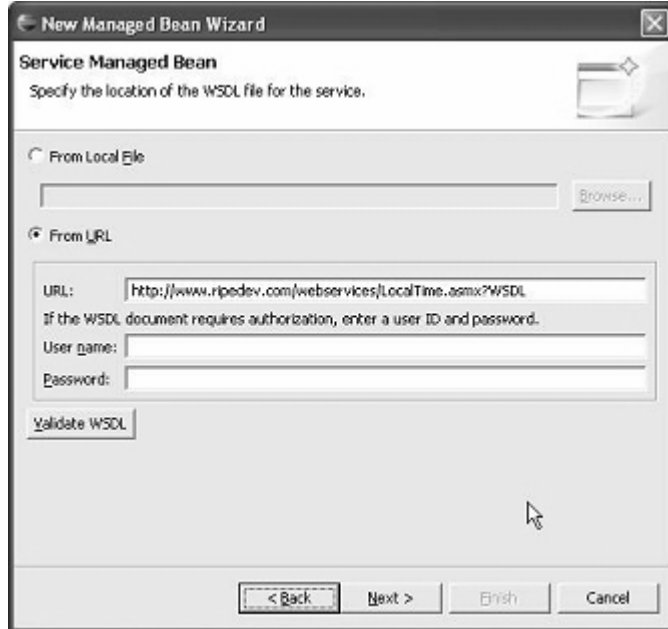 New Managed Bean Wizard
Service Managed Bean
Specify the location of the WSDL file for the service.
From Local File
Browse...
From URL
URL: http://www.ripedev.com/webservices/LocalTime.asmx?WSDL
If the WSDL document requires authorization, enter a user ID and password.
User name:
Password:
Validate WSDL
< Back Next > Finish Cancel